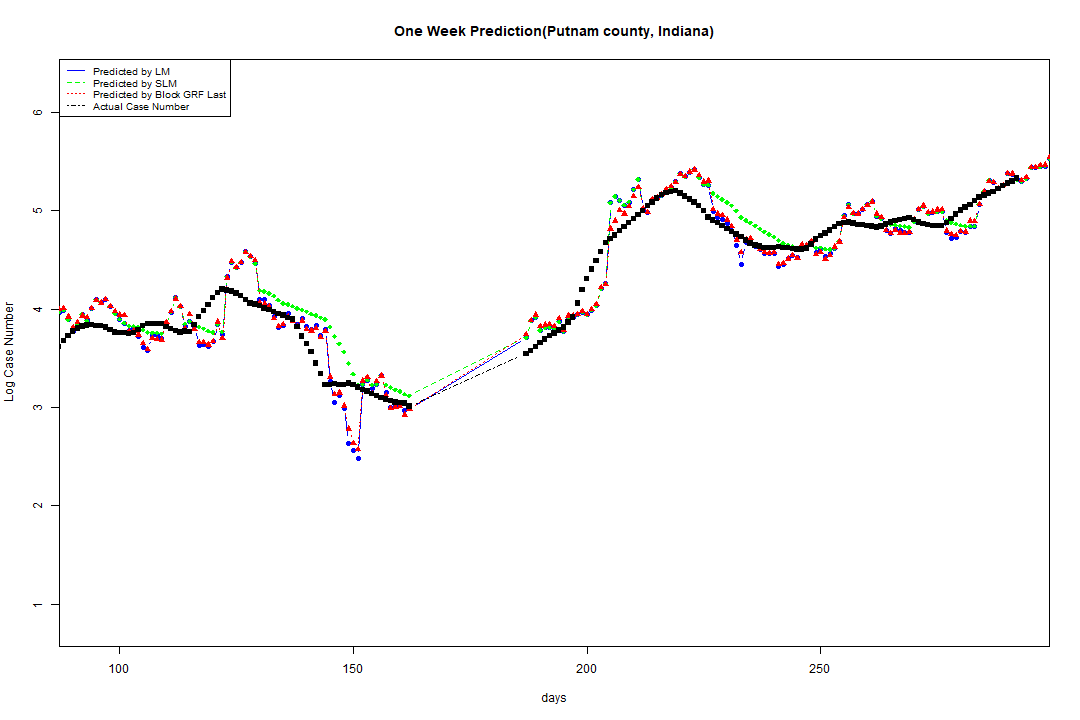 One Week Prediction(Putnam county, Indiana)
Predicted by LM
Predicted by SLM
Predicted by Block GRF Last
Actual Case Number
6
5
4
3
2
1
Log Case Number
100
150
200
250
days